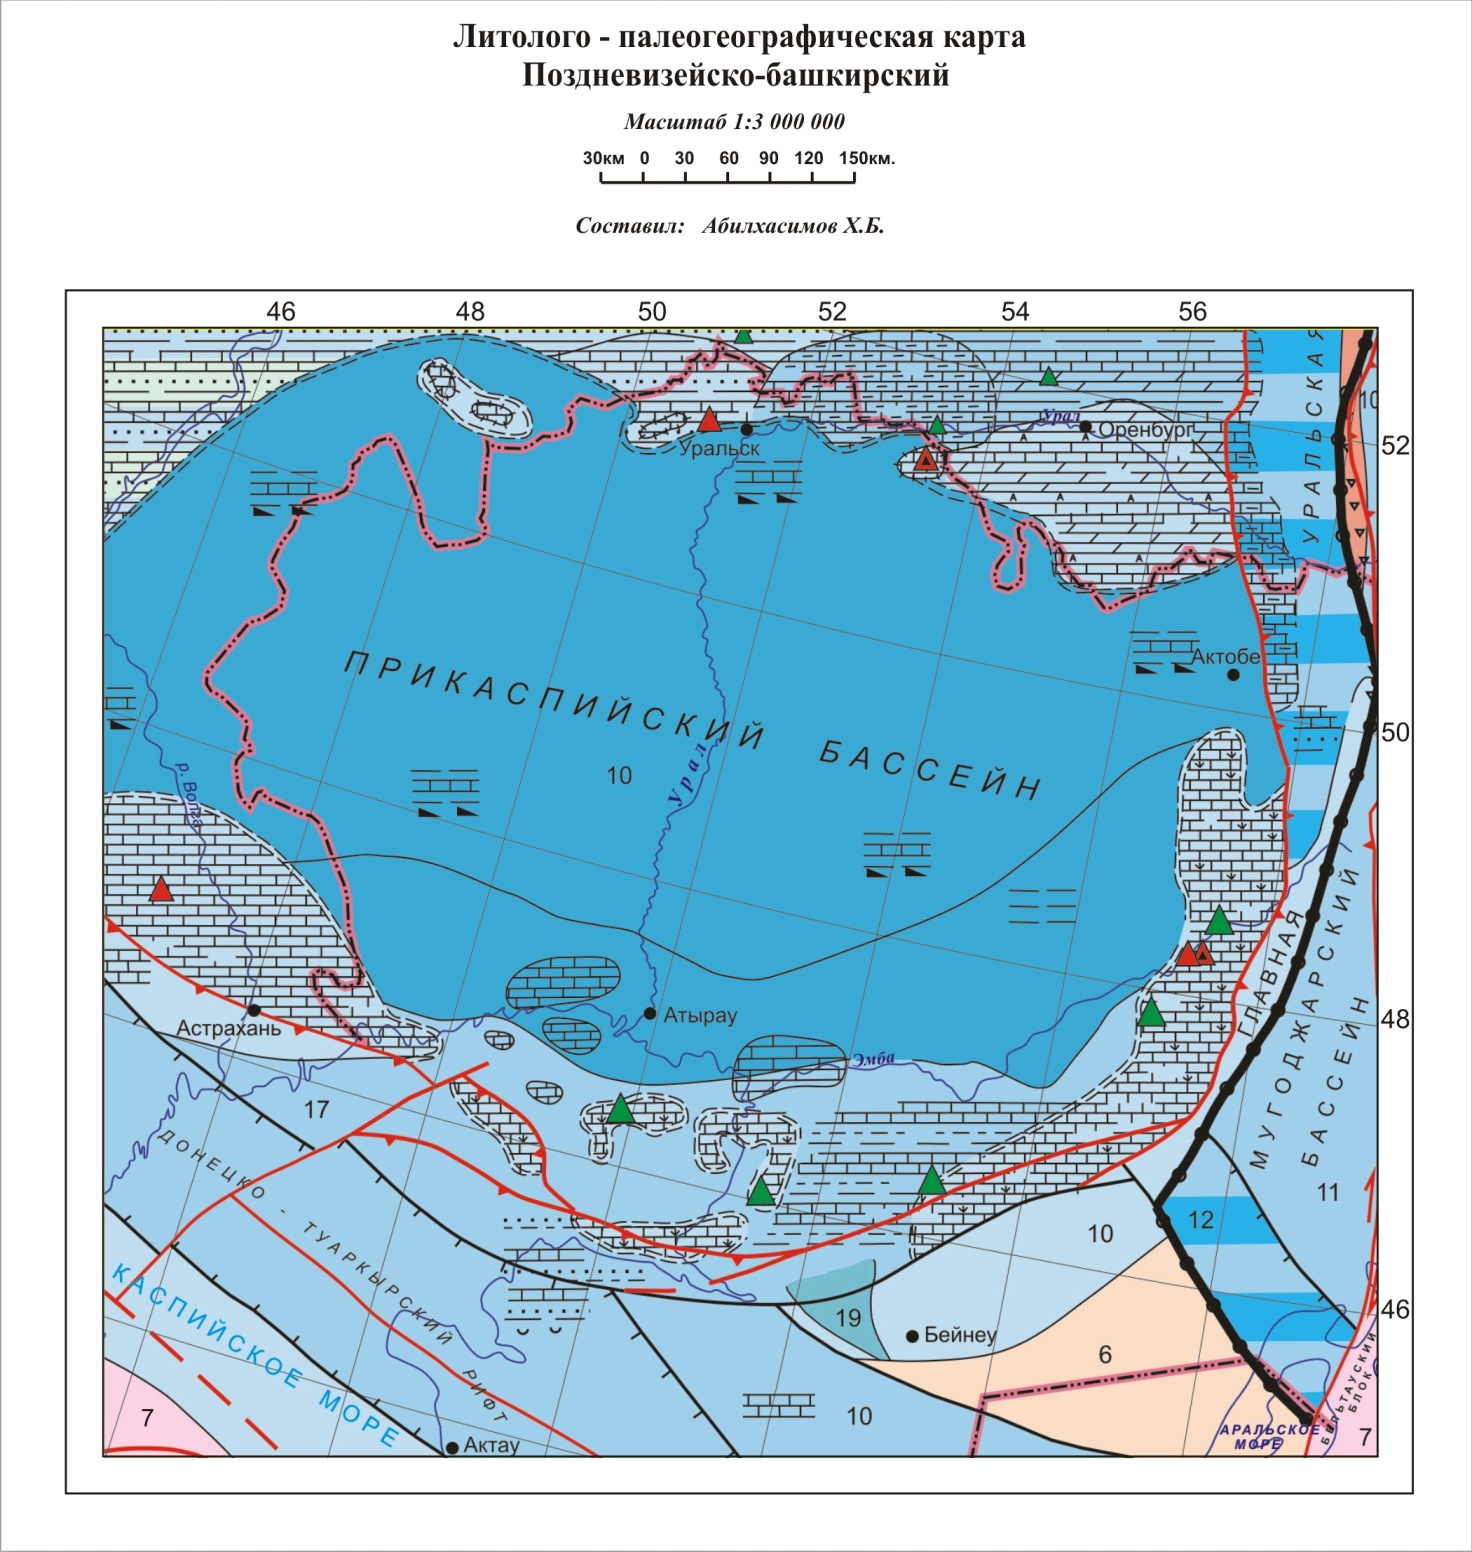 Литолого - палеогеографическая карта
Поздневизейско-башкирский
Масштаб 1:3 000 000
30км 0 30 60 90 120 150км.
Составил: Абилхасимов Х.Б.
46 48 50 52 54 56
УРАЛЬСКАЯ
10
Урал
Оренбург
52
Уральск
Актобе
ПРИКАСПИЙСКИЙ БАССЕЙН
50
10
Урал
р. Волга
ГЛАВНАЯ
МУГОДЖАРСКИЙ
БАССЕЙН
Атырау
48
Астрахань
Эмба
17
ДОНЕЦКО - ТУАРКЫРСКИЙ РИФТ
11
12
10
КАСПИЙСКОЕ МОРЕ
46
19
Бейнеу
6
БЕЛЬТАУСКИЙ
БЛОК
7
10
АРАЛЬСКОЕ
МОРЕ
7
Актау